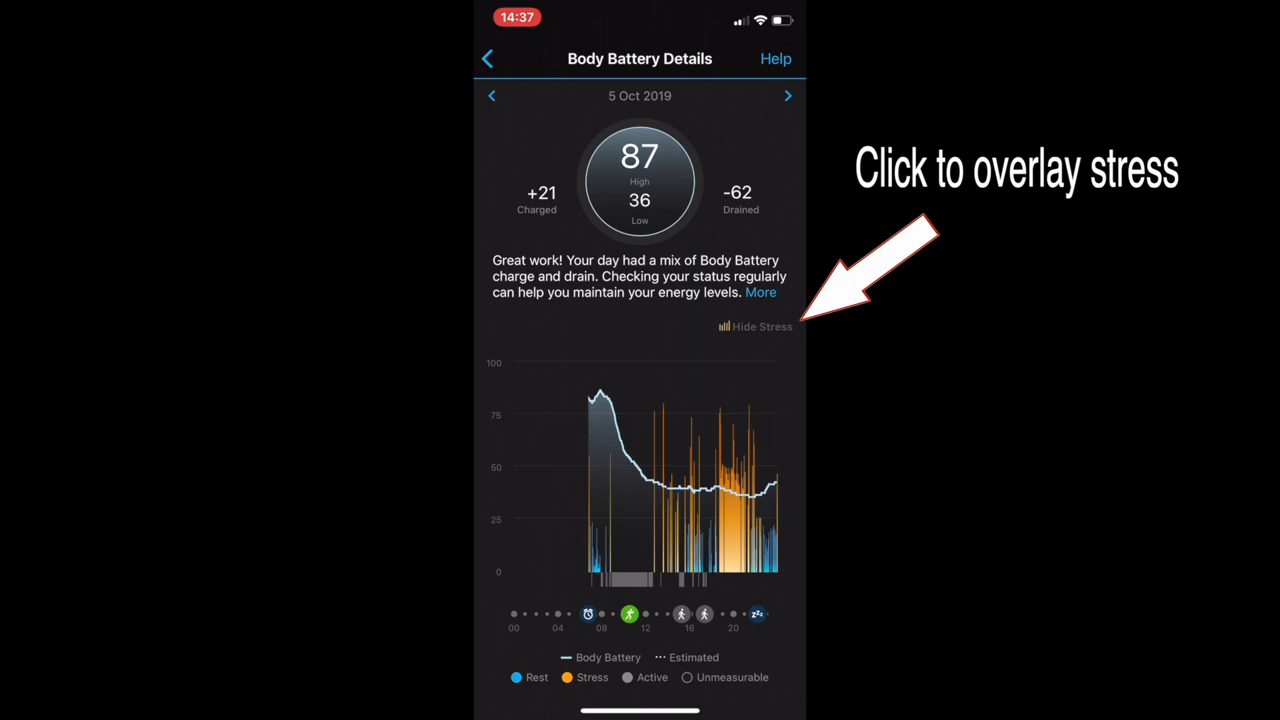 14:37
Body Battery Details
Help
5 Oct 2019
87
High
36
Low
+21
Charged
-62
Drained
Click to overlay stress
Great work! Your day had a mix of Body Battery
charge and drain. Checking your status regularly
can help you maintain your energy levels. More
Hide Stress
100
75
50
25
0
zzz
00 04 08 12 16 20
Body Battery Estimated
Rest Stress Active Unmeasurable